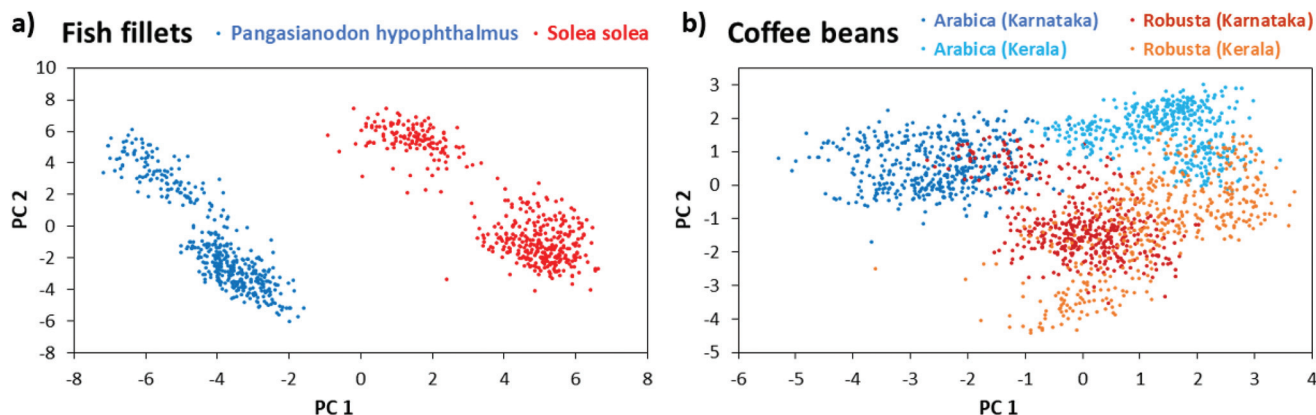 a) Fish fillets • Pangasianodon hypophthalmus • Solea solea
10
8
6
4
2
0
-2
-4
-6
-8
PC 2
-8 -6 -4 -2 0 2 4 6 8
PC 1
b) Coffee beans • Arabica (Karnataka) • Robusta (Karnataka)
• Arabica (Kerala) • Robusta (Kerala)
3
2
1
0
-1
-2
-3
-4
-5
PC 2
-6 -5 -4 -3 -2 -1 0 1 2 3 4
PC 1